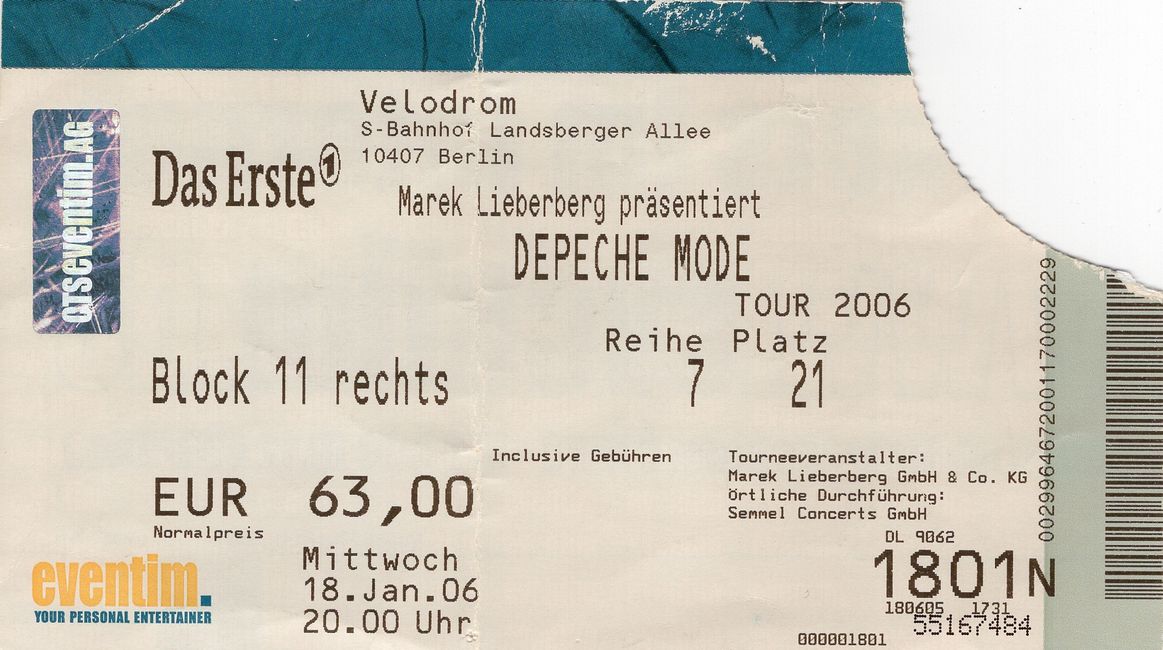 Velodrom
S-Bahnhof Landsberger Allee
10407 Berlin
OTSeventim.AG
Das Erste 1
Marek Lieberberg präsentiert
DEPECHE MODE
TOUR 2006
Reihe Platz
Block 11 rechts 7 21
Inclusive Gebühren
Tourneeveranstalter:
Marek Lieberberg GmbH & Co. KG
örtliche Durchführung:
Semmel Concerts GmbH
EUR 63,00
Normalpreis
DL 9062
1801N
Mittwoch
18.Jan.06
20.00 Uhr
180605 1731
55167484
000001801
eventim.
YOUR PERSONAL ENTERTAINER
0029964672001170002229